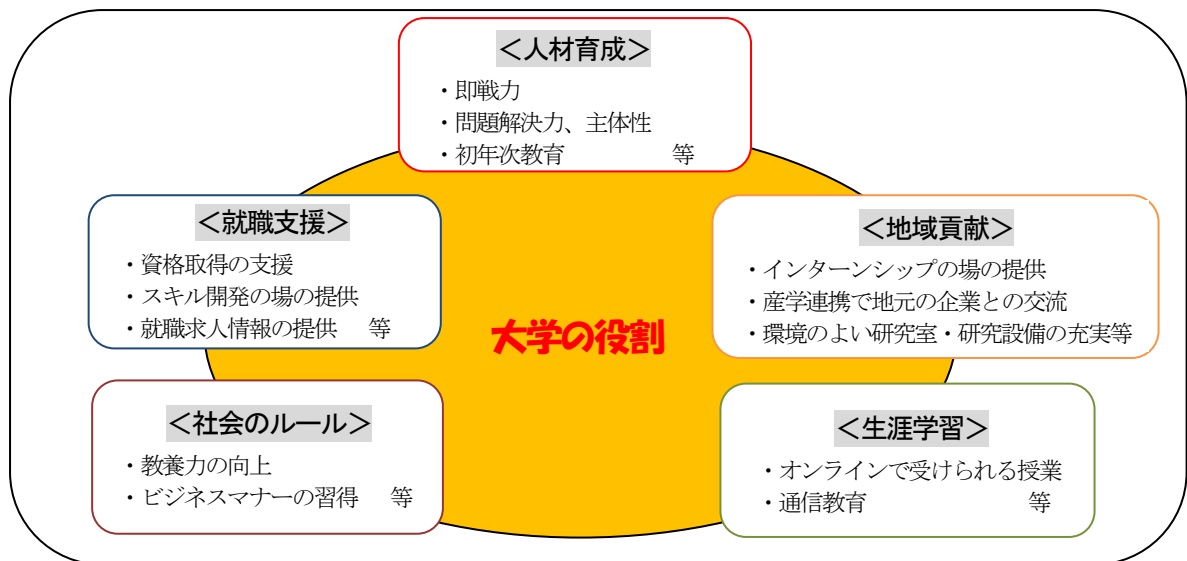 ＜人材育成＞
・即戦力
・問題解決力、主体性
・初年次教育　　　　　等
＜就職支援＞
・資格取得の支援
・スキル開発の場の提供
・就職求人情報の提供　等
＜地域貢献＞
・インターンシップの場の提供
・産学連携で地元の企業との交流
・環境のよい研究室・研究設備の充実等
大学の役割
＜社会のルール＞
・教養力の向上
・ビジネスマナーの習得　等
＜生涯学習＞
・オンラインで受けられる授業
・通信教育　　　　　　　等